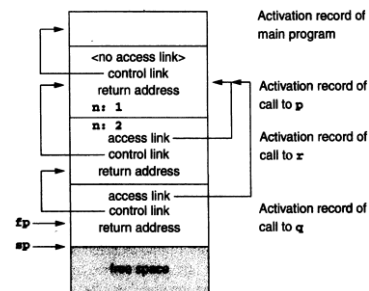 Activation record of
main program
<no access link>
control link
return address
n: 1
Activation record of
call to p
n: 2
access link
control link
return address
Activation record of
call to r
access link
control link
return address
Activation record of
call to q
fp
sp
free space